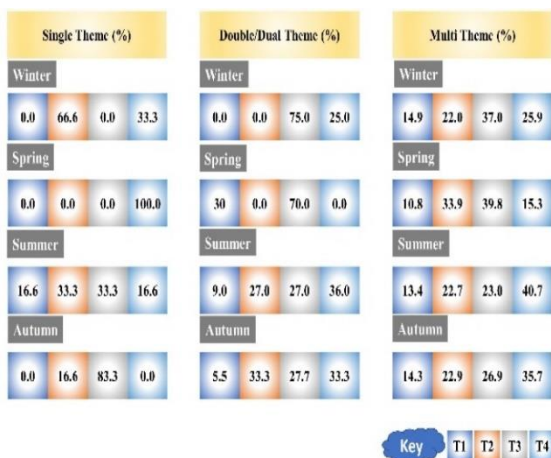 Single Theme (%) Double/Dual Theme (%) Multi Theme (%)
Winter Winter Winter
0.0 66.6 0.0 33.3 0.0 0.0 75.0 25.0 14.9 22.0 37.0 25.9
Spring Spring Spring
0.0 0.0 0.0 100.0 30 0.0 70.0 0.0 10.8 33.9 39.8 15.3
Summer Summer Summer
16.6 33.3 33.3 16.6 9.0 27.0 27.0 36.0 13.4 22.7 23.0 40.7
Autumn Autumn Autumn
0.0 16.6 83.3 0.0 5.5 33.3 27.7 33.3 14.3 22.9 26.9 35.7
Key T1 T2 T3 T4